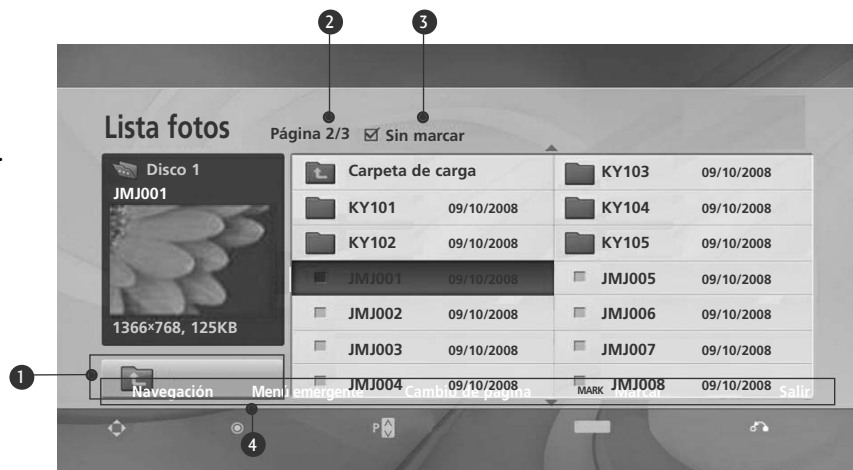 2 3
Lista fotos
Página 2/3 Sin marcar
Disco 1
JMJ001
1366×768, 125KB
Carpeta de carga
KY101 09/10/2008
KY102 09/10/2008
JMJ001 09/10/2008
JMJ002 09/10/2008
JMJ003 09/10/2008
JMJ004 09/10/2008
KY103 09/10/2008
KY104 09/10/2008
KY105 09/10/2008
JMJ005 09/10/2008
JMJ006 09/10/2008
JMJ007 09/10/2008
JMJ008 09/10/2008
1
Navegación Menú emergente Cambio de página MARK Marcar Salir
P
4